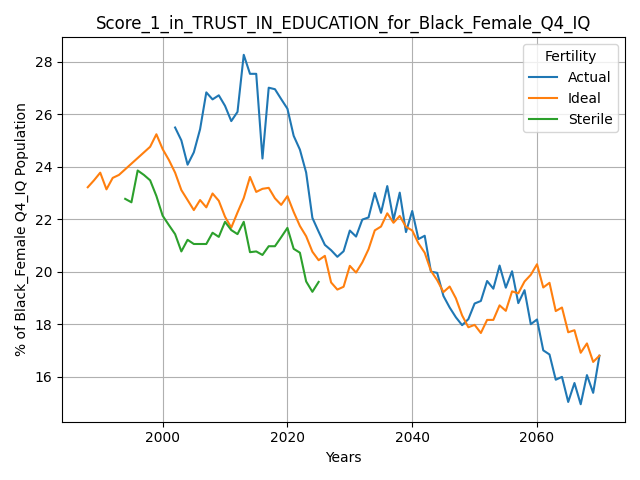 Score_1_in_TRUST_IN_EDUCATION_for_Black_Female_Q4_IQ
Fertility
Actual
Ideal
Sterile
% of Black_Female Q4_IQ Population
28
26
24
22
20
18
16
2000
2020
2040
2060
Years